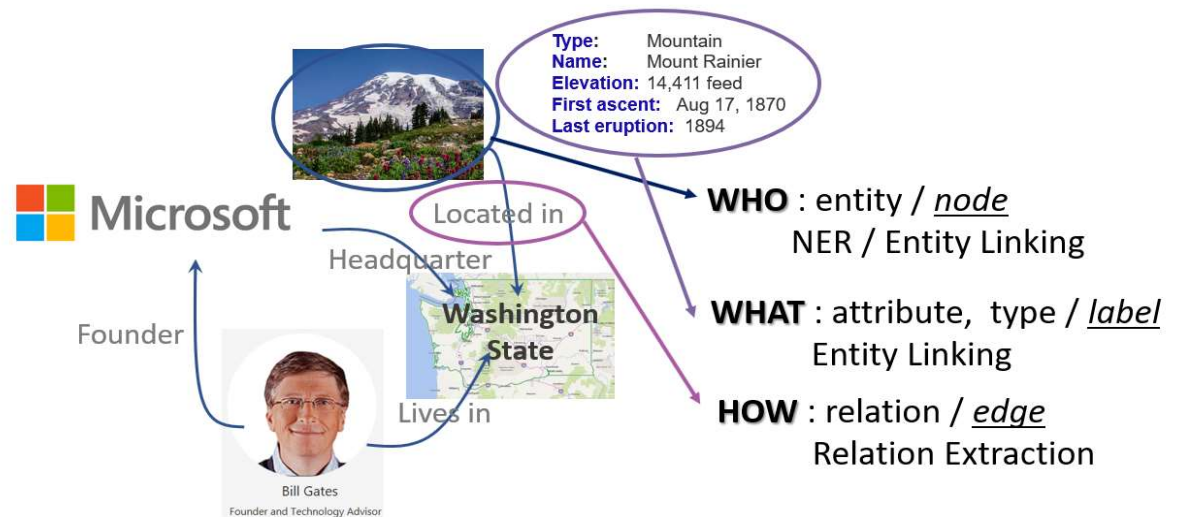 Type: Mountain
Name: Mount Rainier
Elevation: 14,411 feed
First ascent: Aug 17, 1870
Last eruption: 1894
Microsoft
Located in
Headquarter
Washington
State
Founder
Lives in
Bill Gates
Founder and Technology Advisor
WHO : entity / node
NER / Entity Linking
WHAT : attribute, type / label
Entity Linking
HOW : relation / edge
Relation Extraction